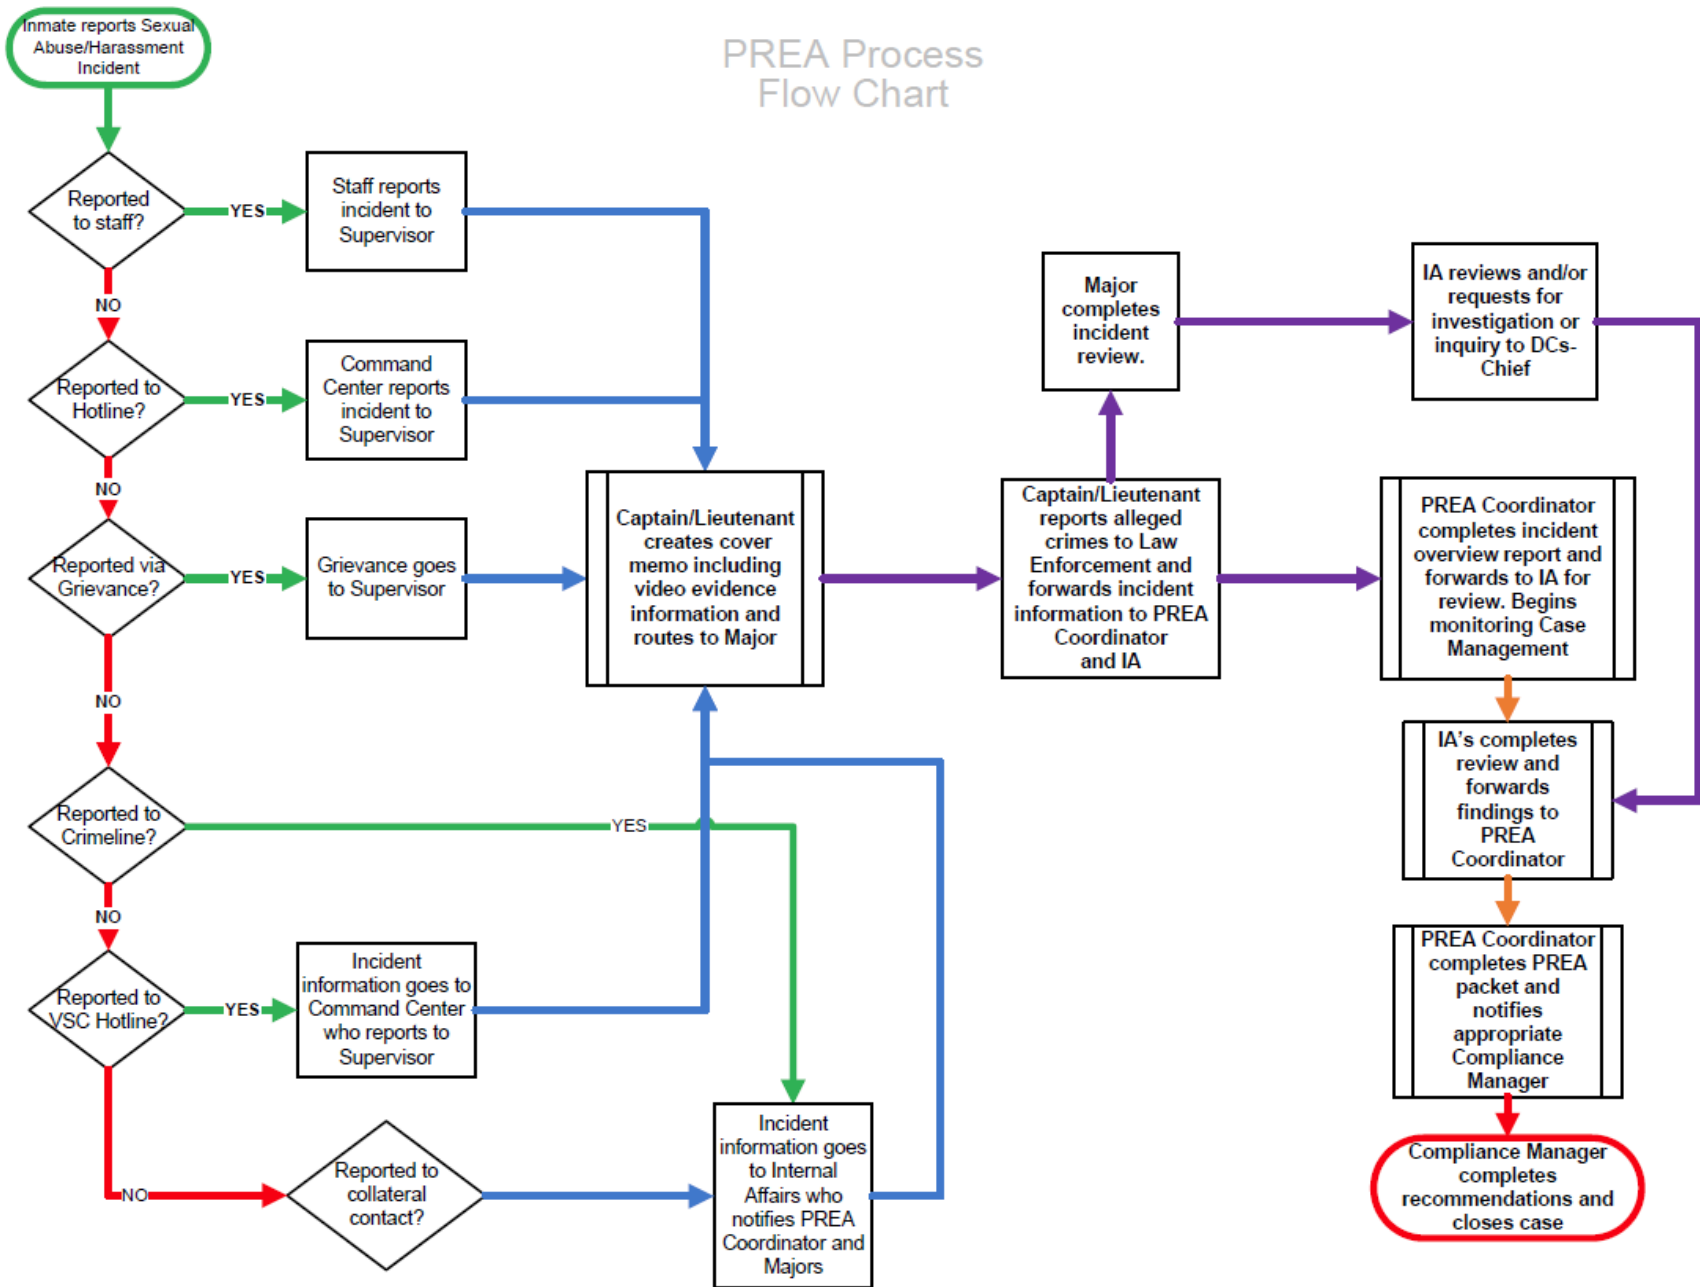 PREA Process
Flow Chart
Inmate reports Sexual
Abuse/Harassment
Incident
Reported
to staff?
YES
Staff reports
incident to
Supervisor
NO
Reported to
Hotline?
YES
Command
Center reports
incident to
Supervisor
NO
Reported via
Grievance?
YES
Grievance goes
to Supervisor
NO
Reported to
Crimeline?
YES
NO
Reported to
VSC Hotline?
YES
Incident
information goes to
Command Center
who reports to
Supervisor
NO
Reported to
collateral
contact?
Incident
information goes
to Internal
Affairs who
notifies PREA
Coordinator and
Majors
Captain/Lieutenant
creates cover
memo including
video evidence
information and
routes to Major
Captain/Lieutenant
reports alleged
crimes to Law
Enforcement and
forwards incident
information to PREA
Coordinator
and IA
Major
completes
incident
review.
IA reviews and/or
requests for
investigation or
inquiry to DCs-
Chief
PREA Coordinator
completes incident
overview report and
forwards to IA for
review. Begins
monitoring Case
Management
IA's completes
review and
forwards
findings to
PREA
Coordinator
PREA Coordinator
completes PREA
packet and
notifies
appropriate
Compliance
Manager
Compliance Manager
completes
recommendations and
closes case